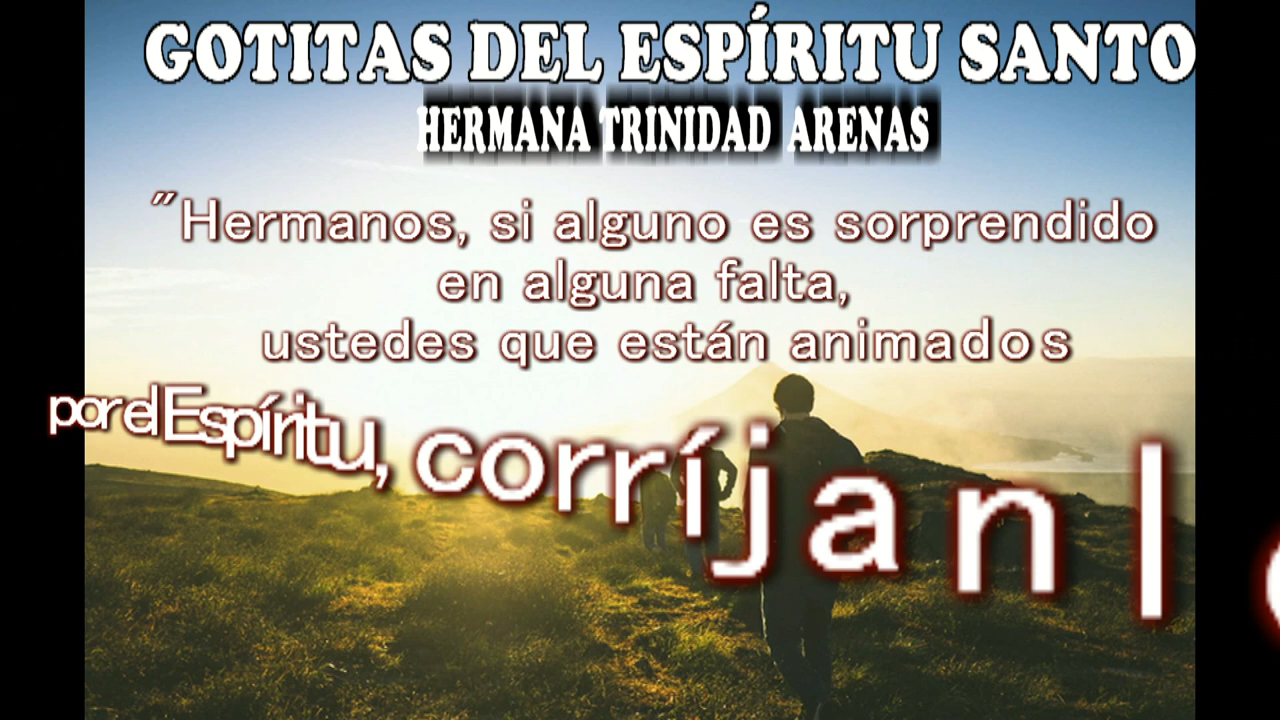 GOTITAS DEL ESPÍRITU SANTO
HERMANA TRINIDAD ARENAS
"Hermanos, si alguno es sorprendido
en alguna falta,
ustedes que están animados
por el Espíritu, corríjanl